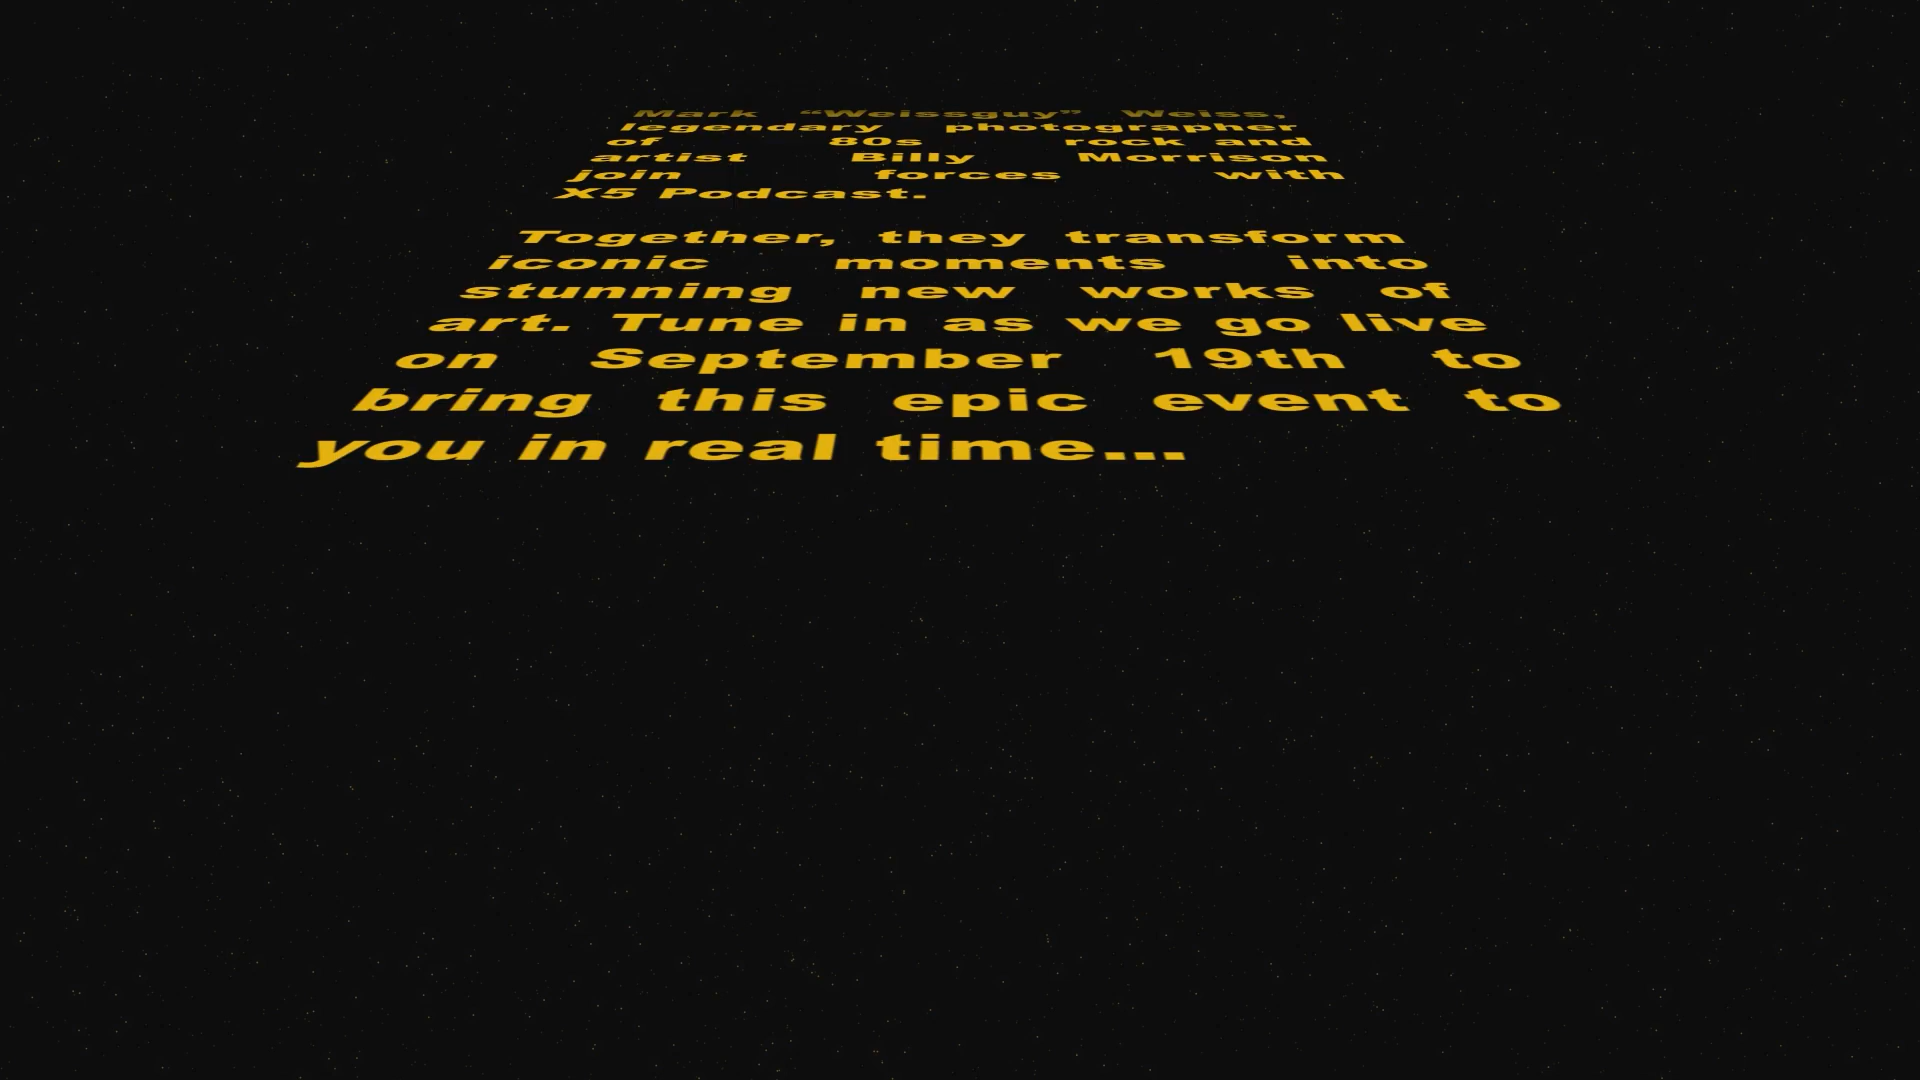 Mark “Weissguy” Weiss,
legendary photographer
of 80s rock and
artist Billy Morrison
join forces with
X5 Podcast.
Together, they transform
iconic moments into
stunning new works of
art. Tune in as we go live
on September 19th to
bring this epic event to
you in real time...